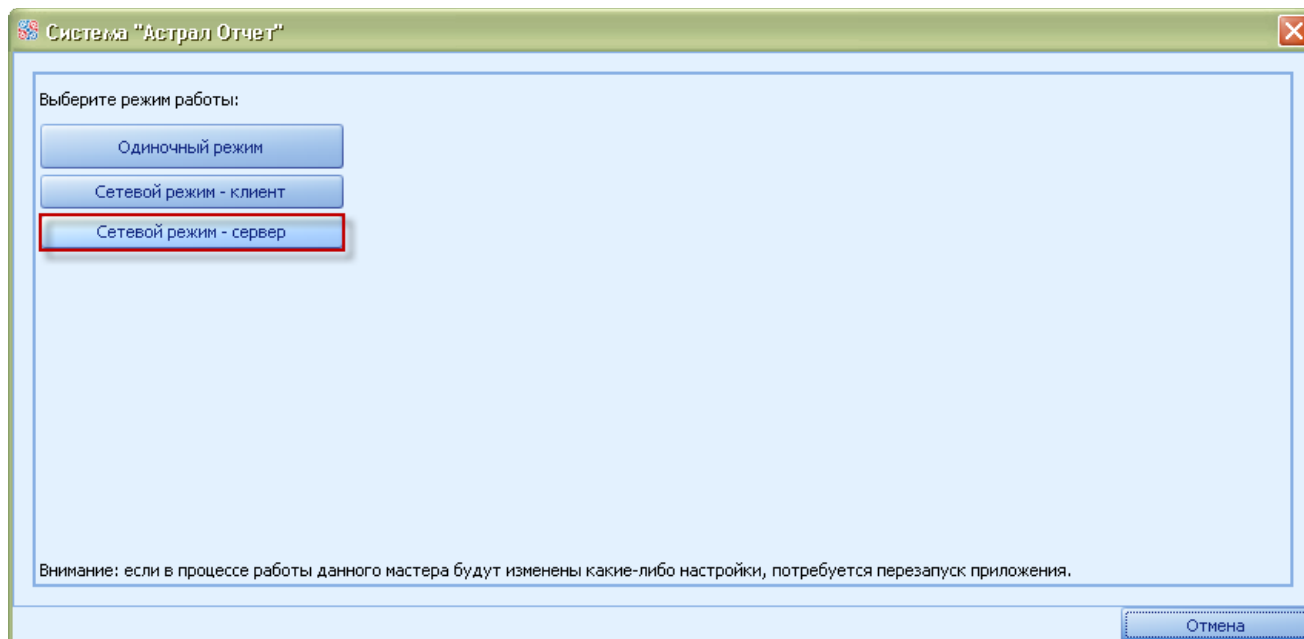 Система "Астрал Отчет"
Выберите режим работы:
Одиночный режим
Сетевой режим - клиент
Сетевой режим - сервер
Внимание: если в процессе работы данного мастера будут изменены какие-либо настройки, потребуется перезапуск приложения.
Отмена